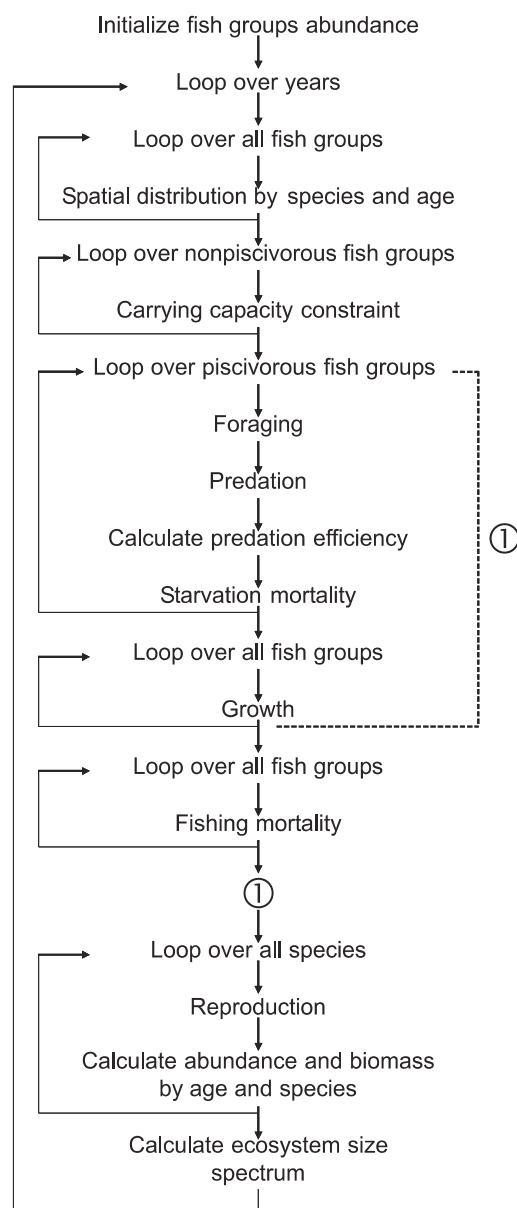 Initialize fish groups abundance
Loop over years
Loop over all fish groups
Spatial distribution by species and age
Loop over nonpiscivorous fish groups
Carrying capacity constraint
Loop over piscivorous fish groups
Foraging
Predation
①
Calculate predation efficiency
Starvation mortality
Loop over all fish groups
Growth
Loop over all fish groups
Fishing mortality
①
Loop over all species
Reproduction
Calculate abundance and biomass
by age and species
Calculate ecosystem size
spectrum